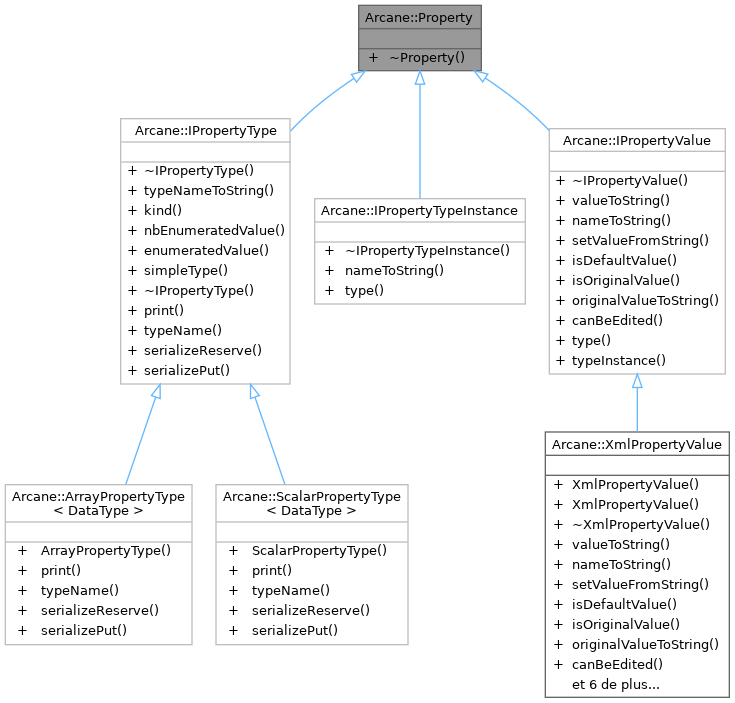 Arcane::Property
+ ~Property()
Arcane::IPropertyType
+ ~IPropertyType()
+ typeNameToString()
+ kind()
+ nbEnumeratedValue()
+ enumeratedValue()
+ simpleType()
+ ~IPropertyType()
+ print()
+ typeName()
+ serializeReserve()
+ serializePut()
Arcane::IPropertyTypeInstance
+ ~IPropertyTypeInstance()
+ nameToString()
+ type()
Arcane::IPropertyValue
+ ~IPropertyValue()
+ valueToString()
+ nameToString()
+ setValueFromString()
+ isDefaultValue()
+ isOriginalValue()
+ originalValueToString()
+ canBeEdited()
+ type()
+ typeInstance()
Arcane::ArrayPropertyType
< DataType >
+ ArrayPropertyType()
+ print()
+ typeName()
+ serializeReserve()
+ serializePut()
Arcane::ScalarPropertyType
< DataType >
+ ScalarPropertyType()
+ print()
+ typeName()
+ serializeReserve()
+ serializePut()
Arcane::XmlPropertyValue
+ XmlPropertyValue()
+ XmlPropertyValue()
+ ~XmlPropertyValue()
+ valueToString()
+ nameToString()
+ setValueFromString()
+ isDefaultValue()
+ isOriginalValue()
+ originalValueToString()
+ canBeEdited()
et 6 de plus...